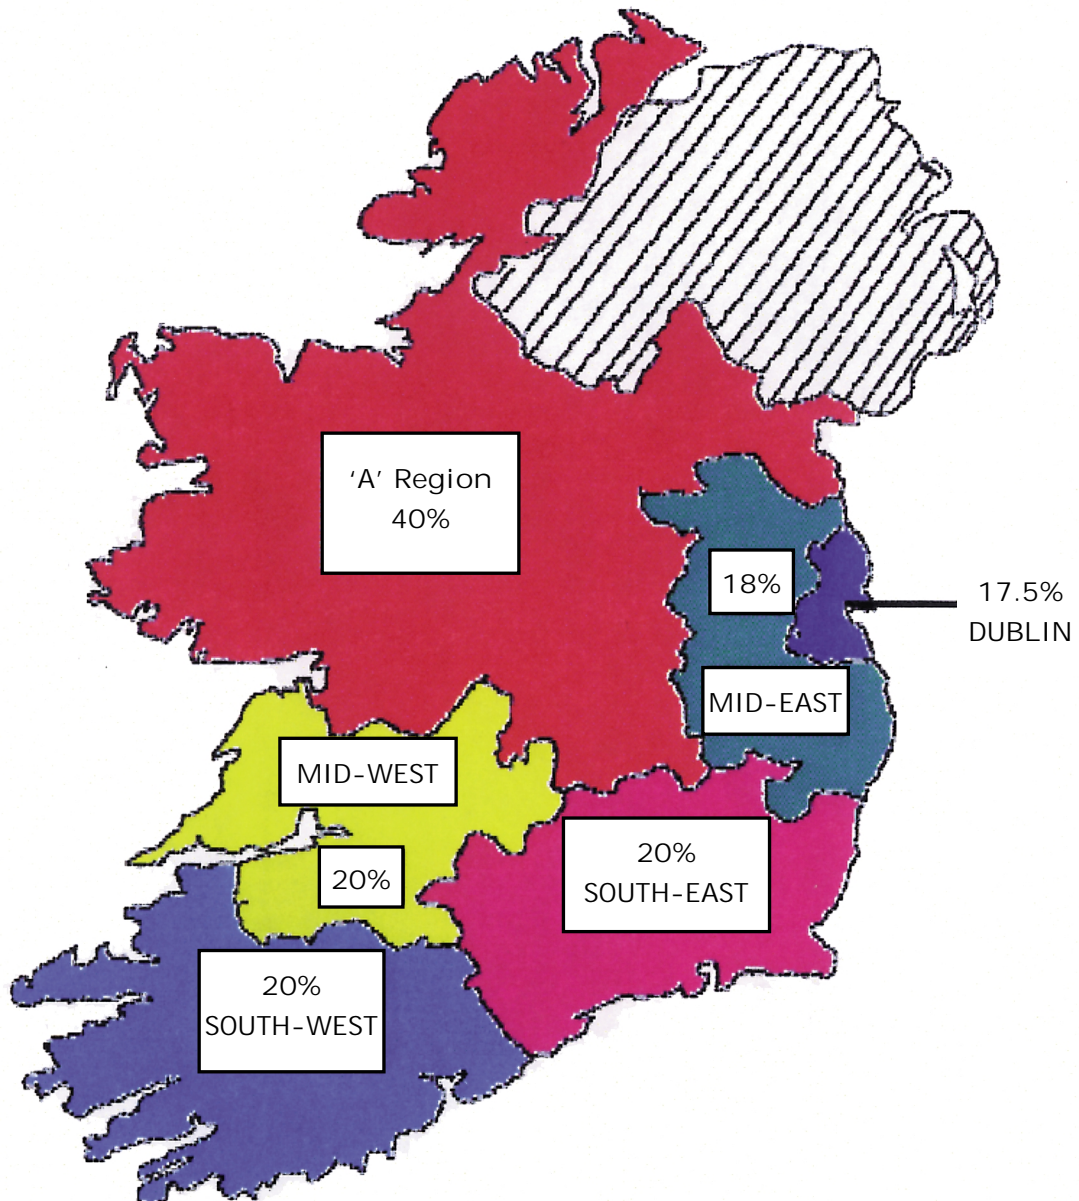 ‘A’ Region
40%
18%
17.5%
DUBLIN
MID-EAST
MID-WEST
20%
20%
SOUTH-EAST
20%
SOUTH-WEST